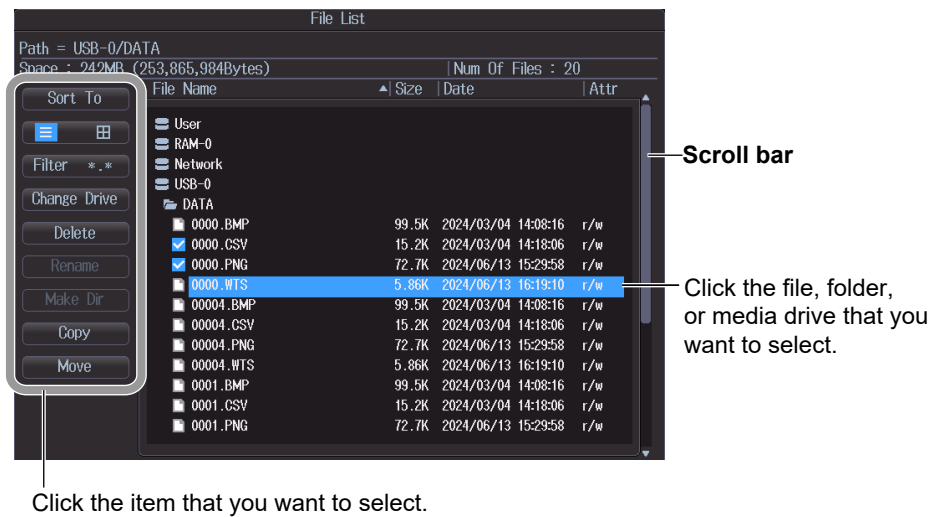 File List
Path = USB-0/DATA
Space : 242MB (253,865,984Bytes) Num Of Files : 20
File Name Size Date Attr
Sort To
Filter *.*
Change Drive
Delete
Rename
Make Dir
Copy
Move
User
RAM-0
Network
USB-0
DATA
0000.BMP 99.5K 2024/03/04 14:08:16 r/w
0000.CSV 15.2K 2024/03/04 14:18:06 r/w
0000.PNG 72.7K 2024/06/13 15:29:58 r/w
0000.WTS 5.86K 2024/06/13 16:19:10 r/w
00004.BMP 99.5K 2024/03/04 14:08:16 r/w
00004.CSV 15.2K 2024/03/04 14:18:06 r/w
00004.PNG 72.7K 2024/06/13 15:29:58 r/w
00004.WTS 5.86K 2024/06/13 16:19:10 r/w
0001.BMP 99.5K 2024/03/04 14:08:16 r/w
0001.CSV 15.2K 2024/03/04 14:18:06 r/w
0001.PNG 72.7K 2024/06/13 15:29:58 r/w
Scroll bar
Click the file, folder,
or media drive that you
want to select.
Click the item that you want to select.